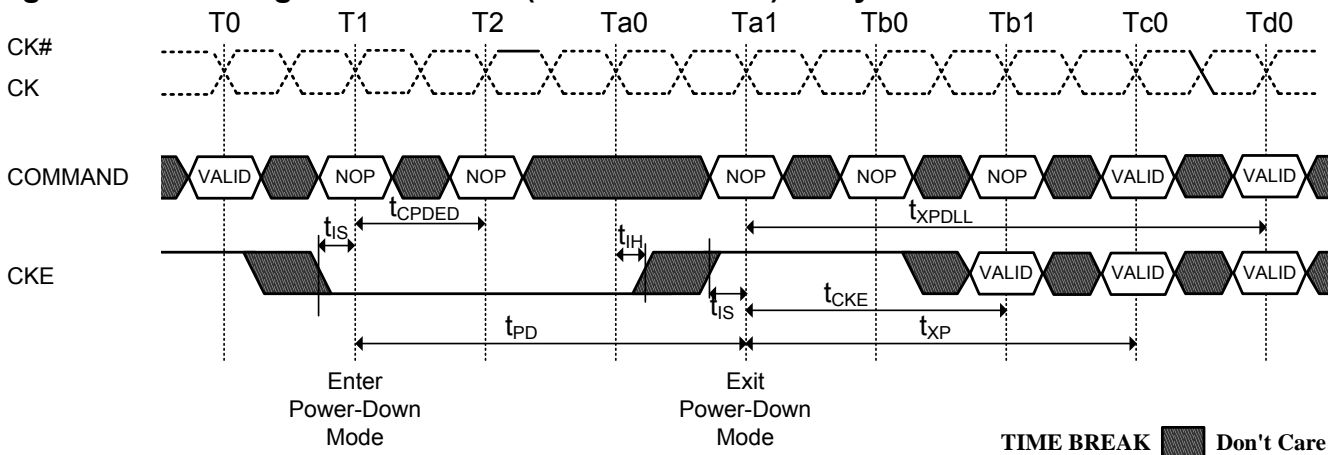 T0 T1 T2 Ta0 Ta1 Tb0 Tb1 Tc0 Td0
CK#
CK
COMMAND VALID NOP NOP NOP NOP NOP VALID VALID
tCPDED tXPDLL
tIS tIH
CKE VALID VALID VALID
tIS tCKE
tPD tXP
Enter Power-Down Mode
Exit Power-Down Mode
TIME BREAK Don't Care